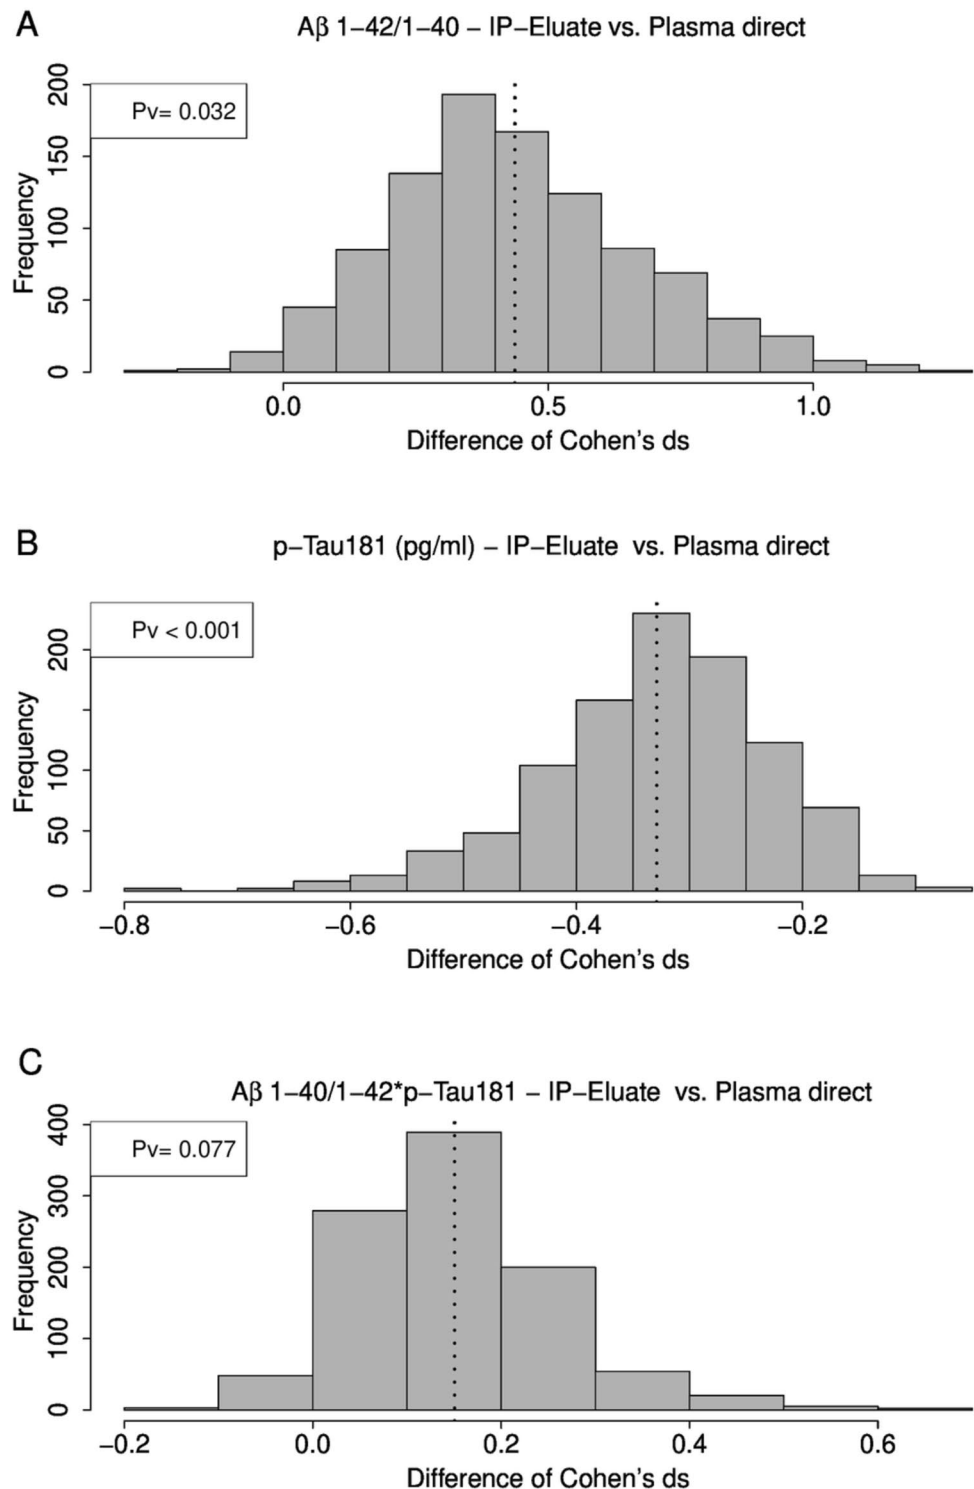 A
Aβ 1−42/1−40 − IP−Eluate vs. Plasma direct
Pv= 0.032
Frequency
200
150
100
50
0
0.0 0.5 1.0
Difference of Cohen's ds
B
p−Tau181 (pg/ml) − IP−Eluate vs. Plasma direct
Pv < 0.001
Frequency
200
100
50
0
−0.8 −0.6 −0.4 −0.2
Difference of Cohen's ds
C
Aβ 1−40/1−42*p−Tau181 − IP−Eluate vs. Plasma direct
Pv= 0.077
Frequency
400
300
200
100
0
−0.2 0.0 0.2 0.4 0.6
Difference of Cohen's ds